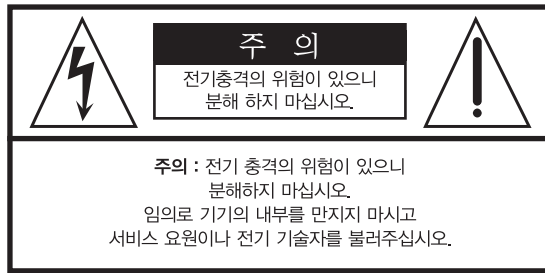 주 의
전기충격의 위험이 있으니
분해 하지 마십시오.
주의 : 전기 충격의 위험이 있으니
분해하지 마십시오.
임의로 기기의 내부를 만지지 마시고
서비스 요원이나 전기 기술자를 불러주십시오.